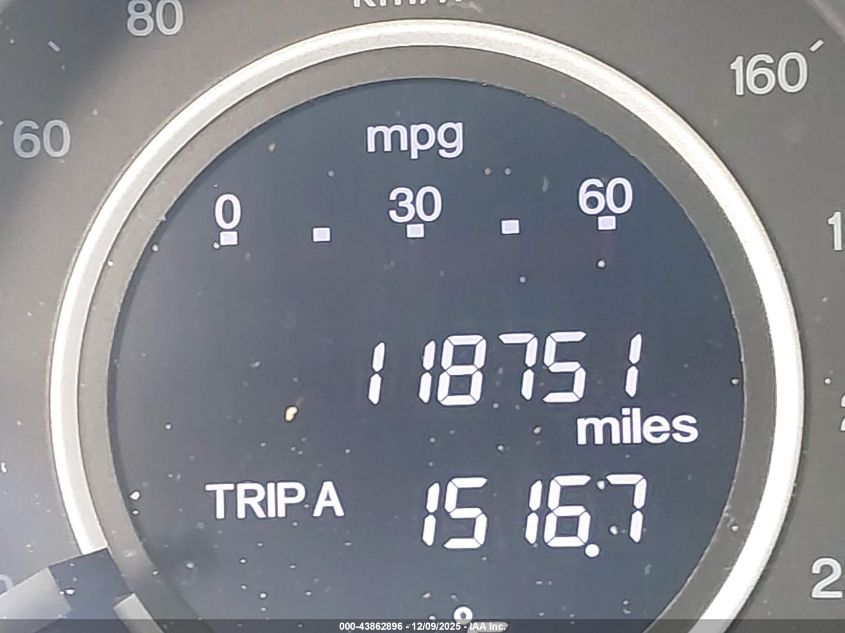 80
160
60
mpg
0 30 60
118751
miles
TRIP A 1516.7
000-43862896 - 12/09/2025 - IAA Inc.